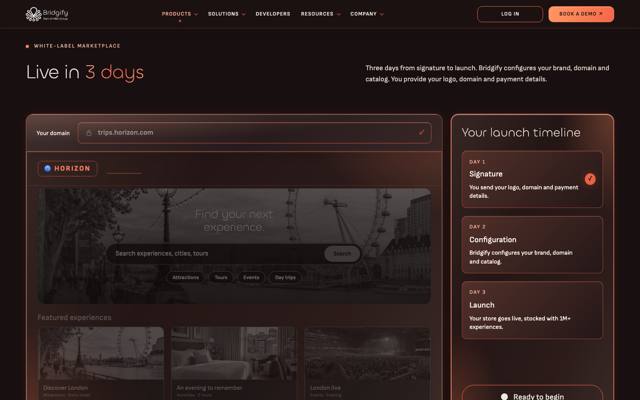 Bridgify
PRODUCTS
SOLUTIONS
DEVELOPERS
RESOURCES
COMPANY
LOG IN
BOOK A DEMO ↗
WHITE-LABEL MARKETPLACE
Live in 3 days
Three days from signature to launch. Bridgify configures your brand, domain and
catalog. You provide your logo, domain and payment details.
Your domain
trips.horizon.com
HORIZON
Find your next
experience.
Search experiences, cities, tours
Search
Attractions
Tours
Events
Day trips
Featured experiences
Discover London
An evening to remember
London live
Your launch timeline
DAY 1
Signature
You send your logo, domain and payment
details.
DAY 2
Configuration
Bridgify configures your brand, domain
and catalog.
DAY 3
Launch
Your store goes live, stocked with 1M+
experiences.
Ready to begin